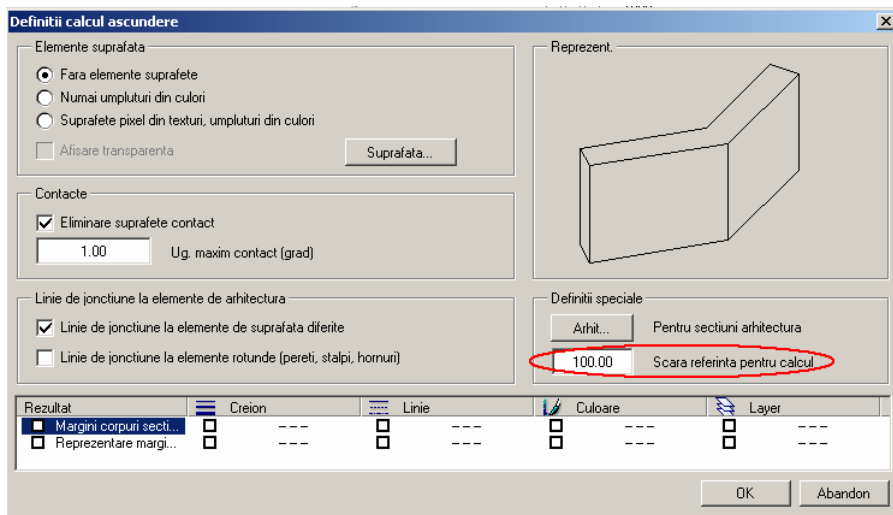 Definitii calcul ascundere
Elemente suprafata
Fara elemente suprafete
Numai umpluturi din culori
Suprafete pixel din texturi, umpluturi din culori
Afisare transparenta
Suprafata...
Reprezent.
Contacte
Eliminare suprafete contact
1.00 Ug. maxim contact (grad)
Linie de jonctiune la elemente de arhitectura
Linie de jonctiune la elemente de suprafata diferite
Linie de jonctiune la elemente rotunde (pereti, stalpi, hornuri)
Definitii speciale
Arhit... Pentru sectiuni arhitectura
100.00 Scara referinta pentru calcul
Rezultat Creion Linie Culoare Layer
Margini corpuri secti... --- --- --- ---
Reprezentare margi... --- --- --- ---
OK Abandon